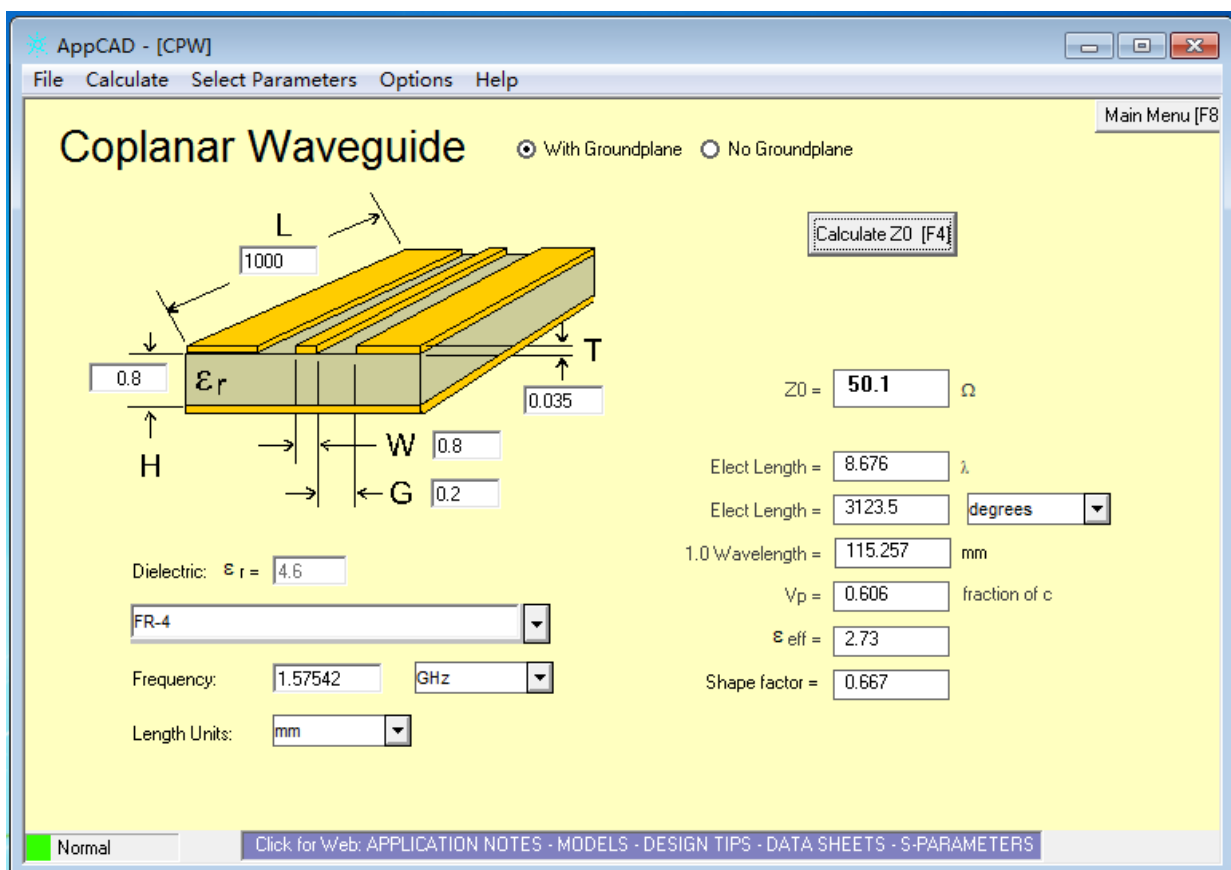 AppCAD - [CPW]
File Calculate Select Parameters Options Help
Main Menu [F8
Coplanar Waveguide
With Groundplane No Groundplane
L
1000
Calculate Z0 [F4]
0.8
εr
T
0.035
Z0 = 50.1 Ω
H
W 0.8
G 0.2
Elect Length = 8.676 λ
Elect Length = 3123.5 degrees
1.0 Wavelength = 115.257 mm
Dielectric: ε r = 4.6
Vp = 0.606 fraction of c
FR-4
ε eff = 2.73
Frequency: 1.57542 GHz
Shape factor = 0.667
Length Units: mm
Normal
Click for Web: APPLICATION NOTES - MODELS - DESIGN TIPS - DATA SHEETS - S-PARAMETERS